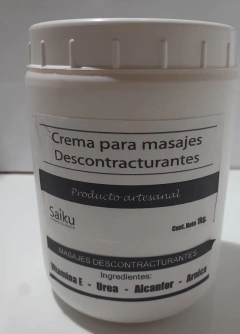 Crema para masajes
Descontracturantes
Producto artesanal
Saiku
Cont. Neto 1kg.
MASAJES DESCONTRACTURANTES
Ingredientes:
Vitamina E - Urea - Alcanfor - Arnica